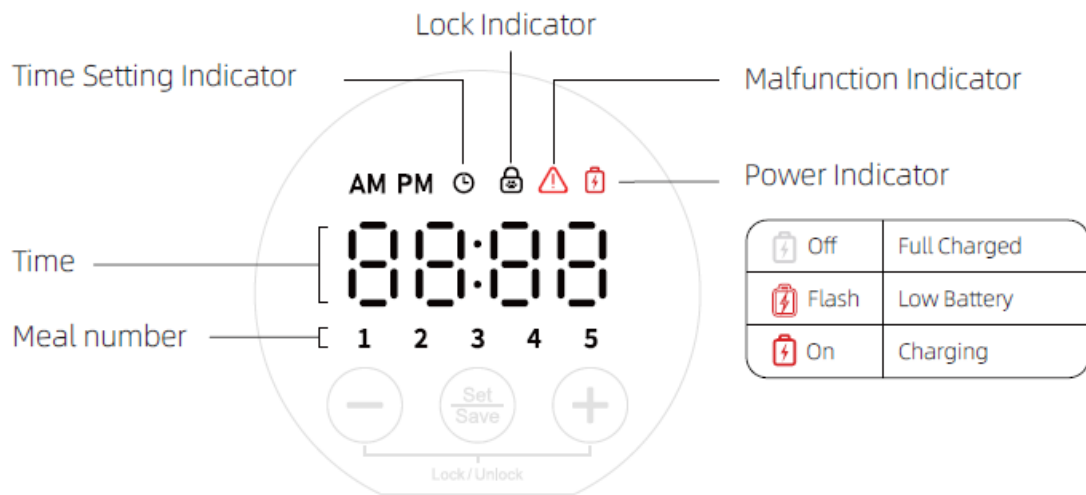 Lock Indicator
Time Setting Indicator
Malfunction Indicator
AM PM
Power Indicator
88:88
Time
Off Full Charged
Flash Low Battery
On Charging
Meal number
1 2 3 4 5
Set
Save
Lock/Unlock